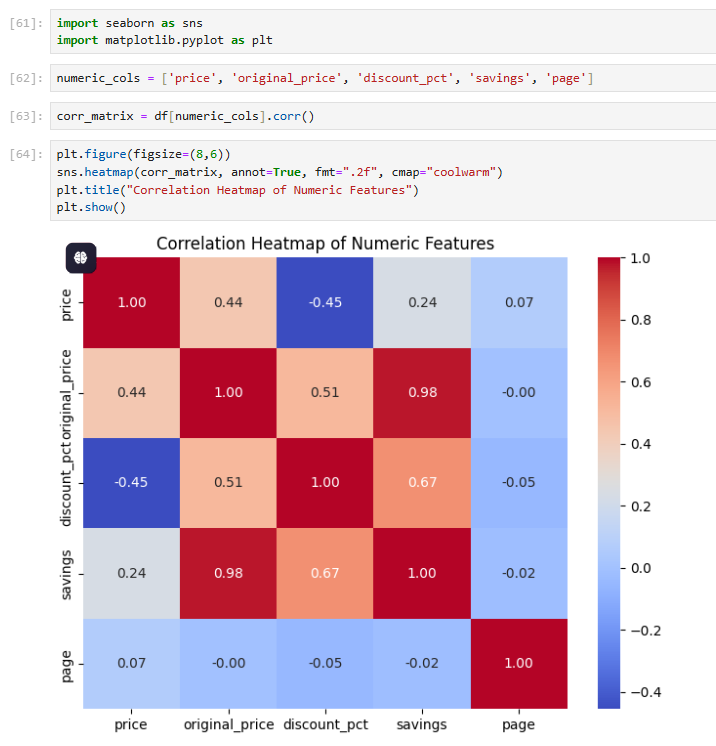 [61]: import seaborn as sns
import matplotlib.pyplot as plt
[62]: numeric_cols = ['price', 'original_price', 'discount_pct', 'savings', 'page']
[63]: corr_matrix = df[numeric_cols].corr()
[64]: plt.figure(figsize=(8,6))
sns.heatmap(corr_matrix, annot=True, fmt=".2f", cmap="coolwarm")
plt.title("Correlation Heatmap of Numeric Features")
plt.show()
Correlation Heatmap of Numeric Features
price 1.00 0.44 -0.45 0.24 0.07
original_price 0.44 1.00 0.51 0.98 -0.00
discount_pct -0.45 0.51 1.00 0.67 -0.05
savings 0.24 0.98 0.67 1.00 -0.02
page 0.07 -0.00 -0.05 -0.02 1.00
price original_price discount_pct savings page
1.0
0.8
0.6
0.4
0.2
0.0
−0.2
−0.4